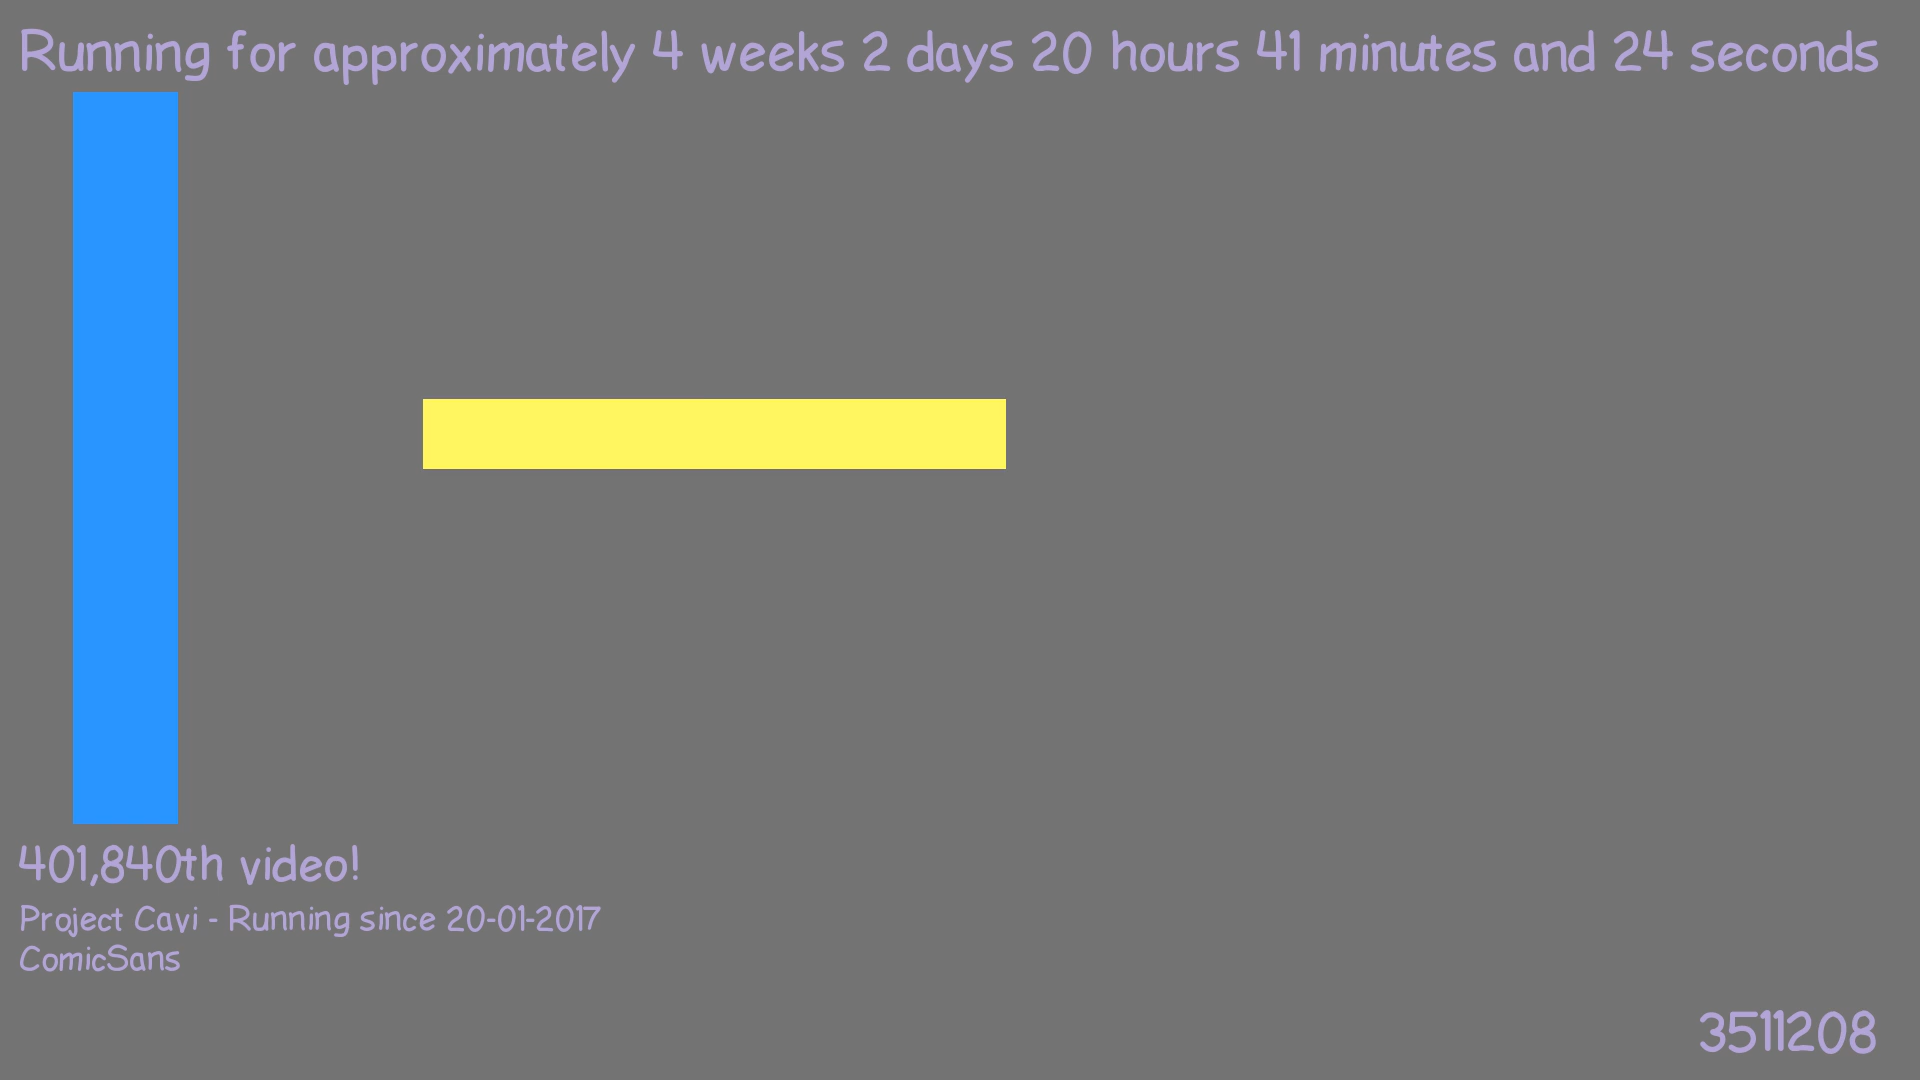 Running for approximately 4 weeks 2 days 20 hours 41 minutes and 24 seconds
401,840th video!
Project Cavi - Running since 20-01-2017
ComicSans
3511208